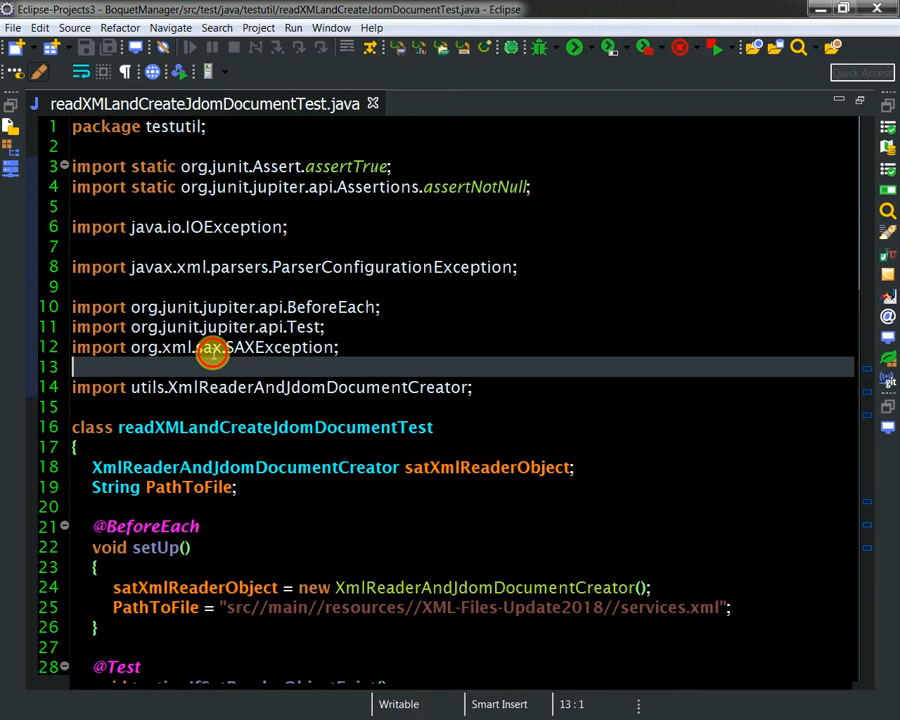 Eclipse-Projects3 - BoquetManager/src/test/java/testutil/readXMLandCreateJdomDocumentTest.java - Eclipse
File Edit Source Refactor Navigate Search Project Run Window Help
Quick Access
readXMLandCreateJdomDocumentTest.java
1 package testutil;
2
3 import static org.junit.Assert.assertTrue;
4 import static org.junit.jupiter.api.Assertions.assertNotNull;
5
6 import java.io.IOException;
7
8 import javax.xml.parsers.ParserConfigurationException;
9
10 import org.junit.jupiter.api.BeforeEach;
11 import org.junit.jupiter.api.Test;
12 import org.xml.sax.SAXException;
13
14 import utils.XmlReaderAndJdomDocumentCreator;
15
16 class readXMLandCreateJdomDocumentTest
17 {
18 XmlReaderAndJdomDocumentCreator satXmlReaderObject;
19 String PathToFile;
20
21 @BeforeEach
22 void setUp()
23 {
24 satXmlReaderObject = new XmlReaderAndJdomDocumentCreator();
25 PathToFile = "src//main//resources//XML-Files-Update2018//services.xml";
26 }
27
28 @Test
Writable Smart Insert 13 : 1